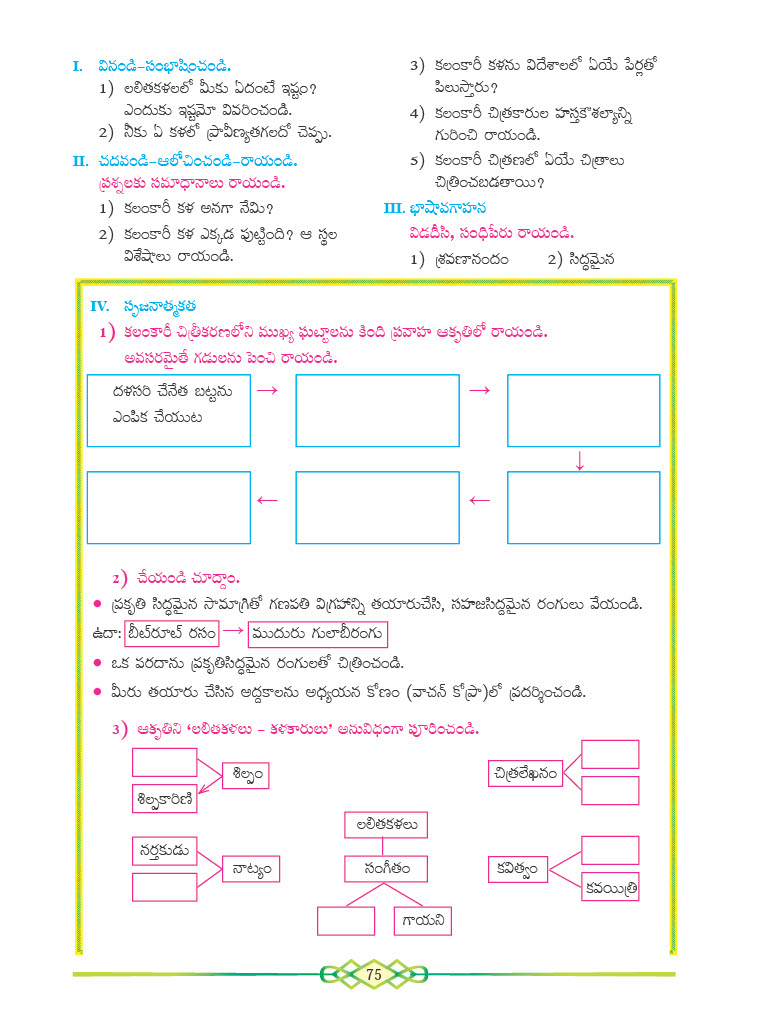 I. వినండి-సంభాషించండి.
1) లలితకళలలో మీకు ఏదంటే ఇష్టం?
ఎందుకు ఇష్టమో వివరించండి.
2) నీకు ఏ కళలో ప్రావీణ్యతగలదో చెప్పు.
II. చదవండి-ఆలోచించండి-రాయండి.
ప్రశ్నలకు సమాధానాలు రాయండి.
1) కలంకారీ కళ అనగా నేమి?
2) కలంకారీ కళ ఎక్కడ పుట్టింది? ఆ స్థల
విశేషాలు రాయండి.
3) కలంకారీ కళను విదేశాలలో ఏయే పేర్లతో
పిలుస్తారు?
4) కలంకారీ చిత్రకారుల హస్తకౌశల్యాన్ని
గురించి రాయండి.
5) కలంకారీ చిత్రణలో ఏయే చిత్రాలు
చిత్రించబడతాయి?
III. భాషావగాహన
విడదీసి, సంధిపేరు రాయండి.
1) శ్రవణానందం 2) సిద్ధమైన
IV. సృజనాత్మకత
1) కలంకారీ చిత్రీకరణలోని ముఖ్య ఘట్టాలను కింది ప్రవాహ ఆకృతిలో రాయండి.
అవసరమైతే గడులను పెంచి రాయండి.
దళసరి చేనేత బట్టను
ఎంపిక చేయుట
2) చేయండి చూద్దాం.
• ప్రకృతి సిద్ధమైన సామాగ్రితో గణపతి విగ్రహాన్ని తయారుచేసి, సహజసిద్దమైన రంగులు వేయండి.
ఉదా: బీట్‌రూట్ రసం → ముదురు గులాబీరంగు
• ఒక పరదాను ప్రకృతిసిద్ధమైన రంగులతో చిత్రించండి.
• మీరు తయారు చేసిన అద్దకాలను అధ్యయన కోణం (వాచన్ కోప్రా)లో ప్రదర్శించండి.
3) ఆకృతిని ‘లలితకళలు – కళకారులు’ అనువిధంగా పూరించండి.
శిల్పం
శిల్పకారిణి
చిత్రలేఖనం
లలితకళలు
నర్తకుడు
నాట్యం
సంగీతం
కవిత్వం
కవయిత్రి
గాయని
75